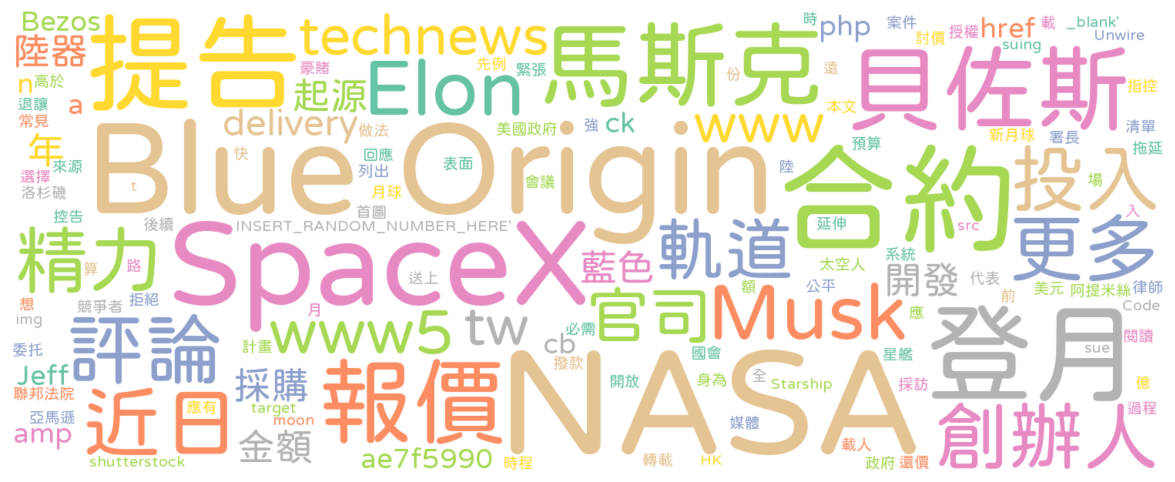 Bezos
陸器
提告
technews
Elon
馬斯克
php
href
案件
時
載
_blank'
suing
Unwire
討價
授權
貝佐斯
n
高於
退讓
常見
a
豪賭
先例
緊張
份
遠
本文
指控
起源
delivery
做法
美國政府
強
ck
www
新月球
署長
清單
拖延
預算
年
來源
選擇
洛杉磯
快
t
Blue Origin
回應
列出
月球
表面
會議
陸
合約
投入
場
入
控告
後續
首圖
INSERT_RANDOM_NUMBER_HERE'
延伸
src
更多
精力
算
路
SpaceX
送上
藍色
軌道
系統
太空人
額
公平
開發
代表
前
美元
阿提米絲
律師
Code
想
img
競爭者
拒絕
月
www5
tw
官司
必需
Musk
應
登月
閱讀
sue
評論
委托
計畫
cb
撥款
國會
星艦
Jeff
聯邦法院
採購
報價
NASA
開放
身為
全
Starship
採訪
億
過程
亞馬遜
應有
target
moon
近日
amp
金額
媒體
載人
創辦人
shutterstock
ae7f5990
時程
轉載
HK
政府
還價